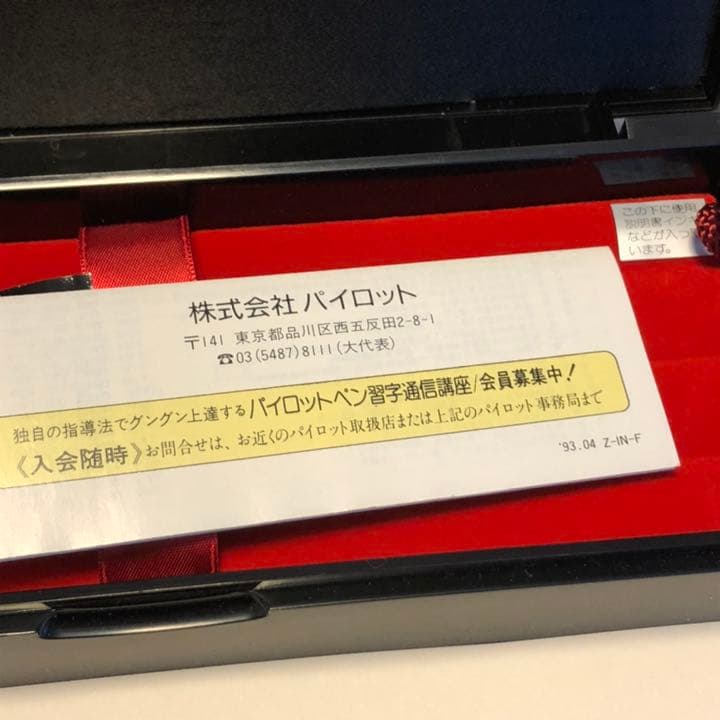 この下に使用
説明書インキ
などが入って
います。
株式会社 パイロット
〒141 東京都品川区西五反田2-8-1
☎03(5487)8111(大代表)
独自の指導法でグングン上達するパイロットペン習字通信講座/会員募集中!
《入会随時》お問合せは、お近くのパイロット取扱店または上記のパイロット事務局まで
'93.04 Z-IN-F